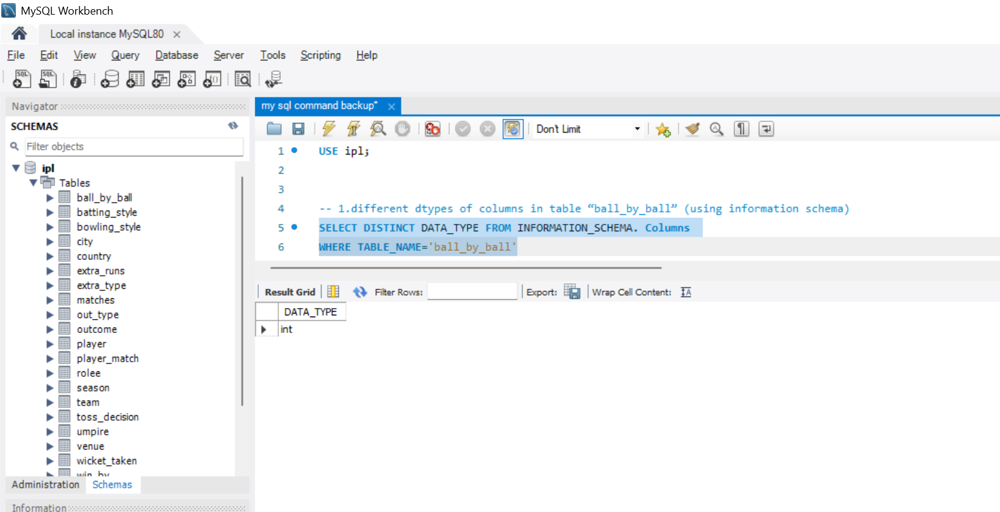 MySQL Workbench
Local instance MySQL80
File Edit View Query Database Server Tools Scripting Help
SQL SQL
Navigator
SCHEMAS
Filter objects
ipl
Tables
ball_by_ball
batting_style
bowling_style
city
country
extra_runs
extra_type
matches
out_type
outcome
player
player_match
rolee
season
team
toss_decision
umpire
venue
wicket_taken
win_by
Administration Schemas
Information
my sql command backup*
Don't Limit
1 USE ipl;
2
3
4 -- 1.different dtypes of columns in table “ball_by_ball” (using information schema)
5 SELECT DISTINCT DATA_TYPE FROM INFORMATION_SCHEMA. Columns
6 WHERE TABLE_NAME='ball_by_ball'
Result Grid Filter Rows: Export: Wrap Cell Content:
DATA_TYPE
int